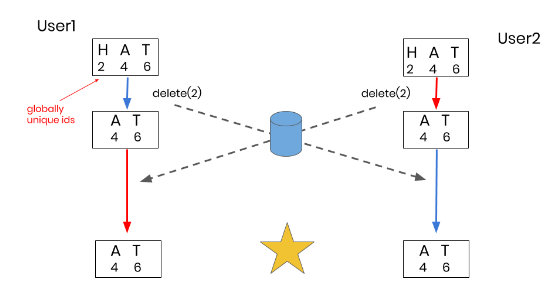 User1
User2
H A T
2 4 6
H A T
2 4 6
globally
unique ids
delete(2)
delete(2)
A T
4 6
A T
4 6
A T
4 6
A T
4 6